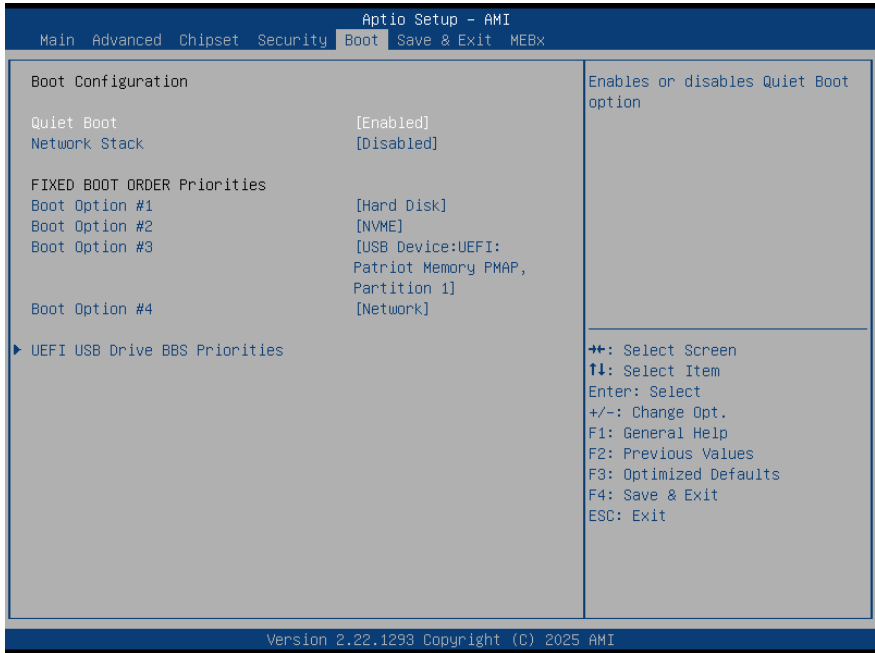 Aptio Setup – AMI
Main Advanced Chipset Security Boot Save & Exit MEBx
Boot Configuration
Quiet Boot [Enabled]
Network Stack [Disabled]
FIXED BOOT ORDER Priorities
Boot Option #1 [Hard Disk]
Boot Option #2 [NVME]
Boot Option #3 [USB Device:UEFI:
Patriot Memory PMAP,
Partition 1]
Boot Option #4 [Network]
▶ UEFI USB Drive BBS Priorities
Enables or disables Quiet Boot
option
→←: Select Screen
↑↓: Select Item
Enter: Select
+/-: Change Opt.
F1: General Help
F2: Previous Values
F3: Optimized Defaults
F4: Save & Exit
ESC: Exit
Version 2.22.1293 Copyright (C) 2025 AMI